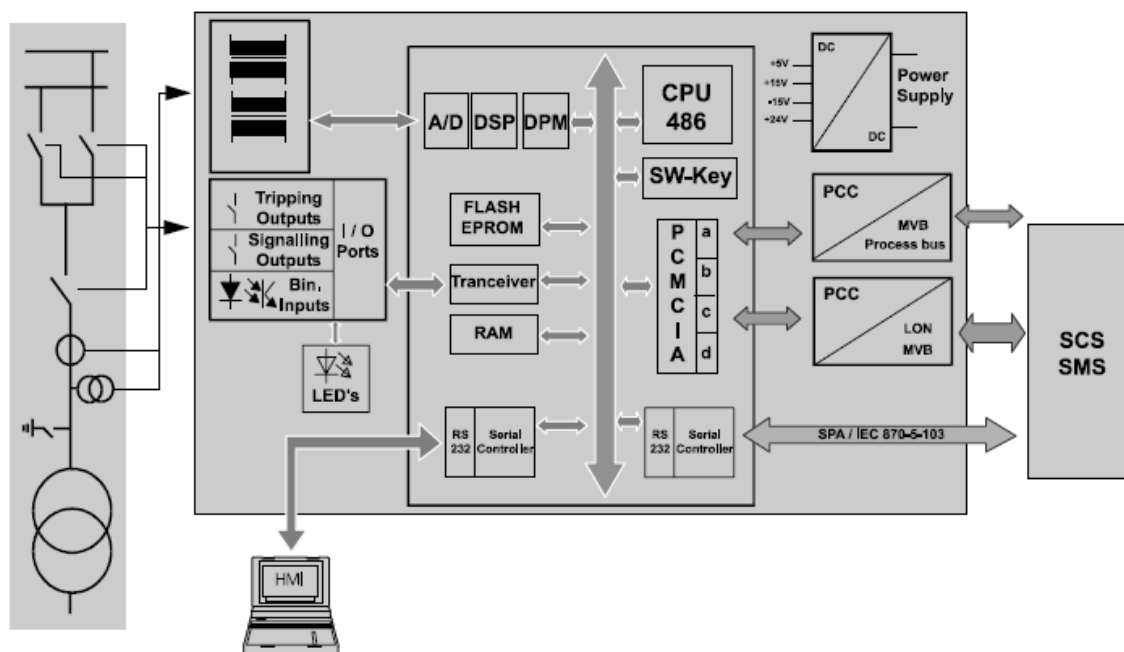 DC
DC
Power
Supply
+5V
+15V
-15V
+24V
A/D
DSP
DPM
CPU
486
SW-Key
Tripping
Outputs
Signalling
Outputs
Bin.
Inputs
I / O
Ports
FLASH
EPROM
Tranceiver
RAM
PCMCIA
a
b
c
d
PCC
MVB
Process bus
PCC
LON
MVB
SCS
SMS
LED's
RS
232
Serial
Controller
RS
232
Serial
Controller
SPA / IEC 870-5-103
HMI